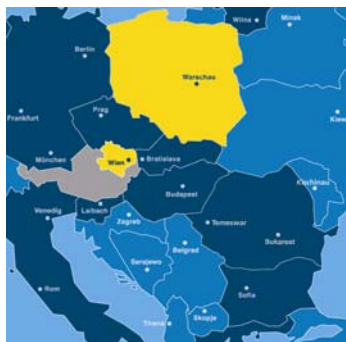 Wilna
Minsk
Berlin
Warschau
Prag
Frankfurt
Kiew
München
Wien
Bratislava
Kischinau
Budapest
Laibach
Venedig
Zagreb
Temeswar
Bukarest
Belgrad
Sarajewo
Rom
Sofia
Skopje
Tirana